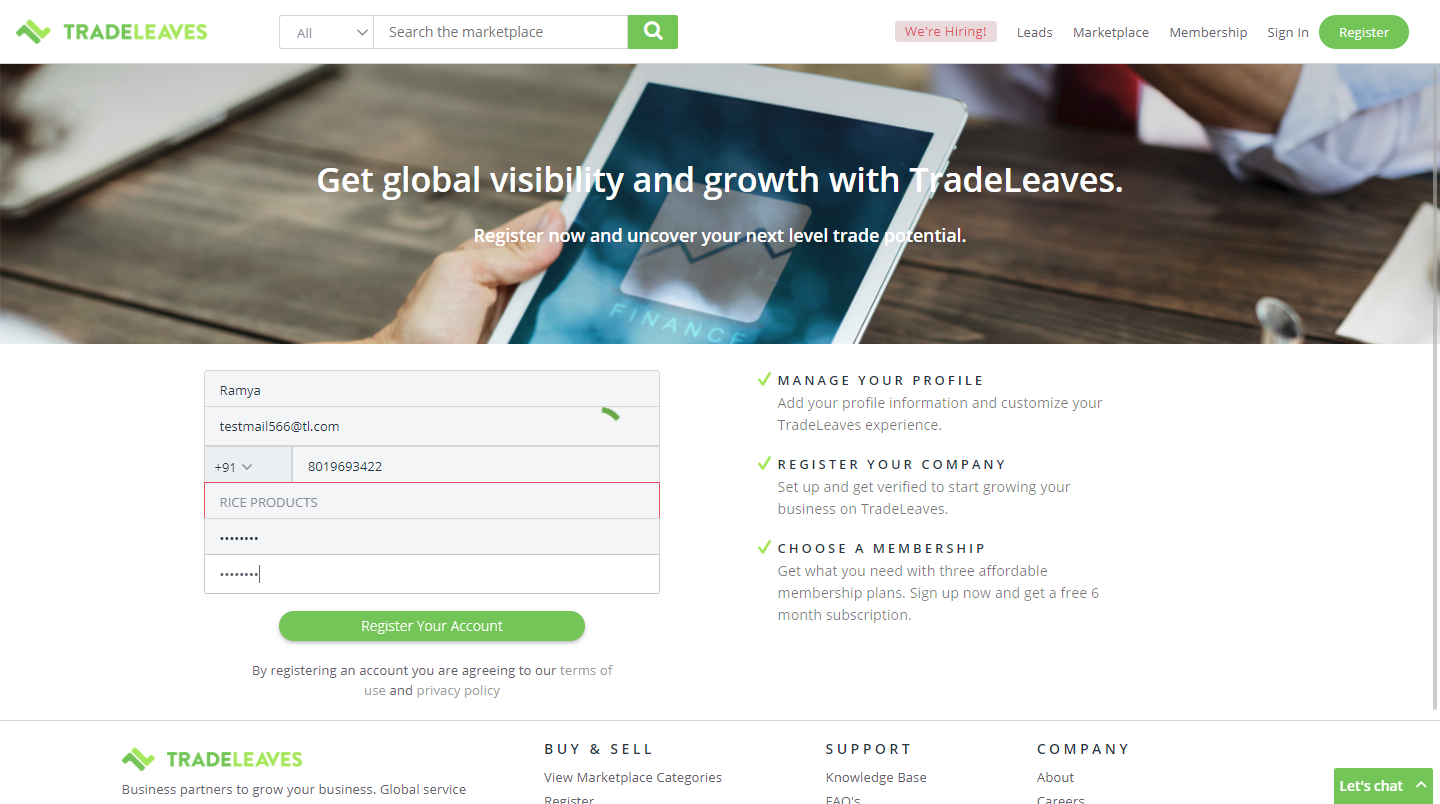 TRADELEAVES
All
Search the marketplace
We're Hiring!
Leads
Marketplace
Membership
Sign In
Register
Get global visibility and growth with TradeLeaves.
Register now and uncover your next level trade potential.
FINANCE
Ramya
testmail566@tl.com
+91
8019693422
RICE PRODUCTS
••••••••
••••••••
Register Your Account
By registering an account you are agreeing to our terms of
use and privacy policy
MANAGE YOUR PROFILE
Add your profile information and customize your
TradeLeaves experience.
REGISTER YOUR COMPANY
Set up and get verified to start growing your
business on TradeLeaves.
CHOOSE A MEMBERSHIP
Get what you need with three affordable
membership plans. Sign up now and get a free 6
month subscription.
TRADELEAVES
Business partners to grow your business. Global service
BUY & SELL
View Marketplace Categories
Register
SUPPORT
Knowledge Base
FAQ's
COMPANY
About
Careers
Let's chat